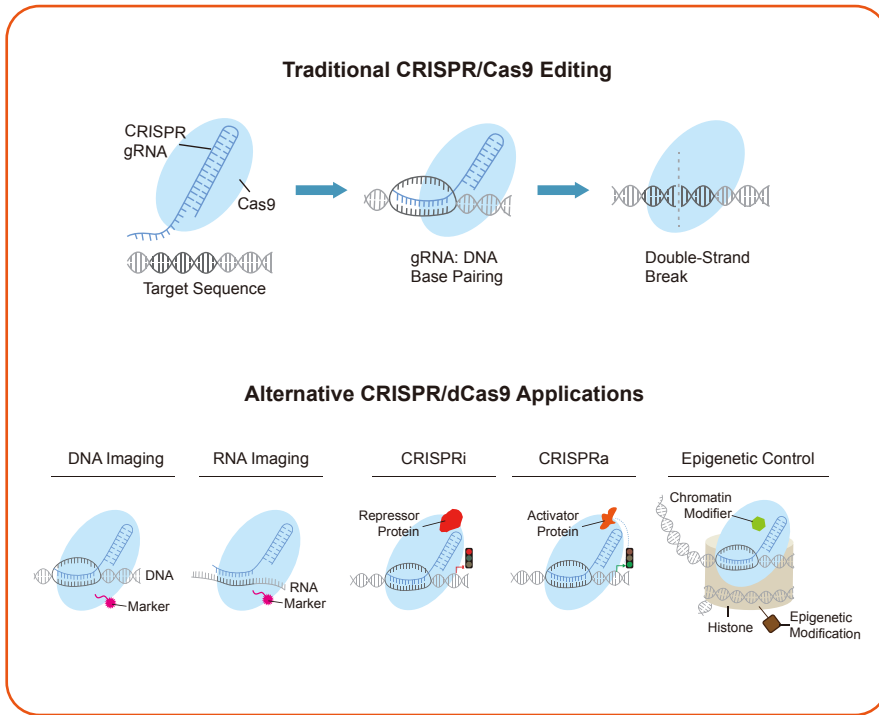 Traditional CRISPR/Cas9 Editing
CRISPR
gRNA
Cas9
Target Sequence
gRNA: DNA
Base Pairing
Double-Strand
Break
Alternative CRISPR/dCas9 Applications
DNA Imaging
RNA Imaging
CRISPRi
CRISPRa
Epigenetic Control
DNA
Marker
RNA
Marker
Repressor
Protein
Activator
Protein
Chromatin
Modifier
Histone
Epigenetic
Modification